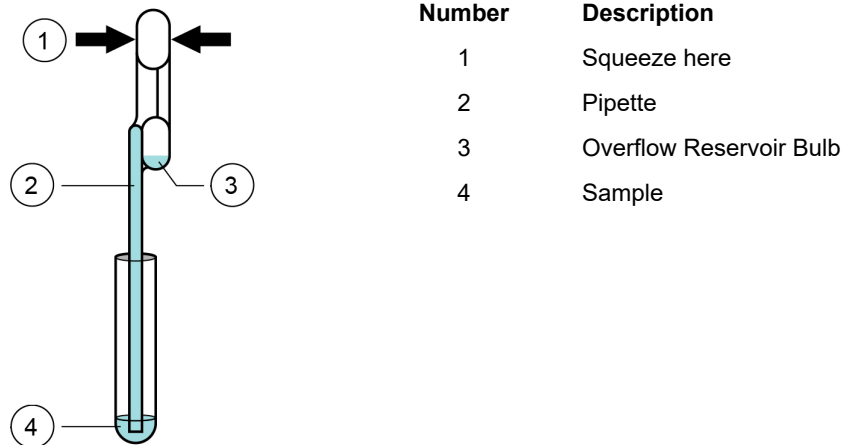 Number Description
1 Squeeze here
2 Pipette
3 Overflow Reservoir Bulb
4 Sample
1
2
3
4